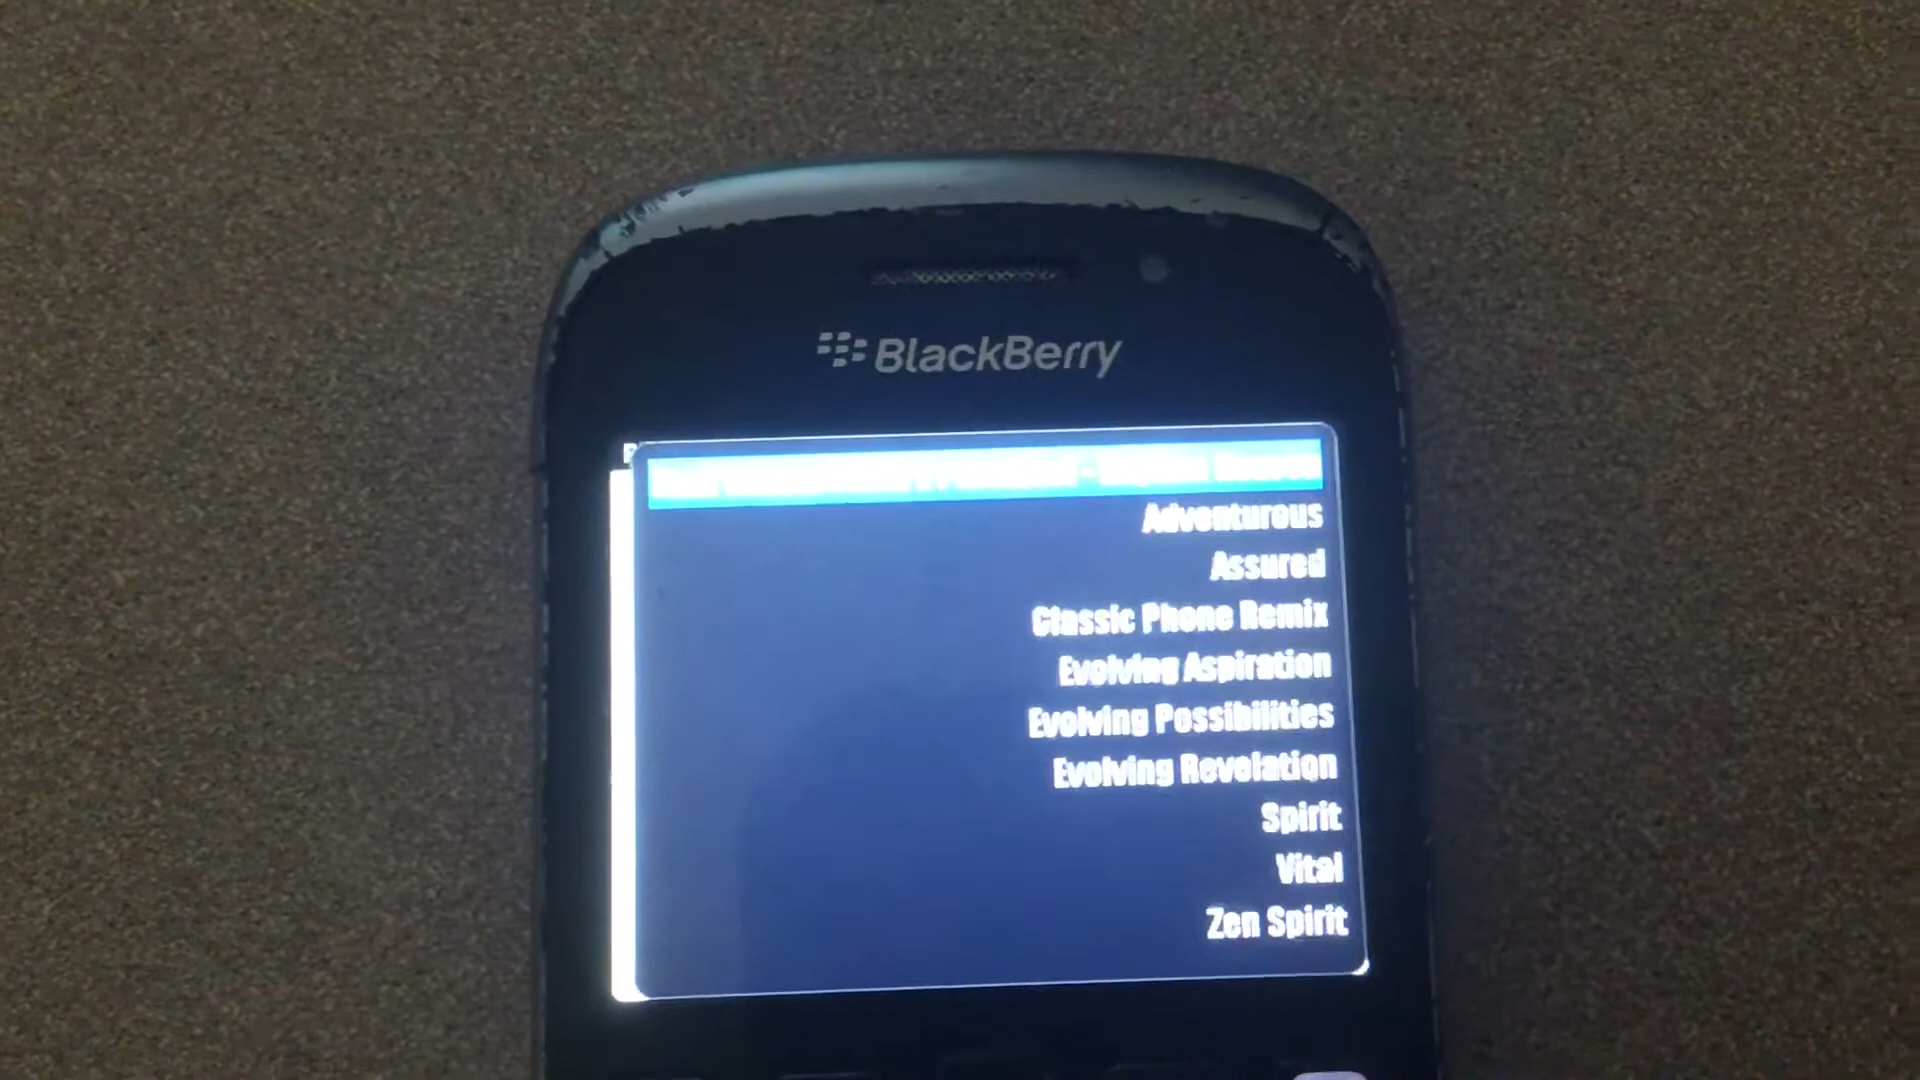 BlackBerry
Adventurous
Assured
Classic Phone Remix
Evolving Aspiration
Evolving Possibilities
Evolving Revelation
Spirit
Vital
Zen Spirit